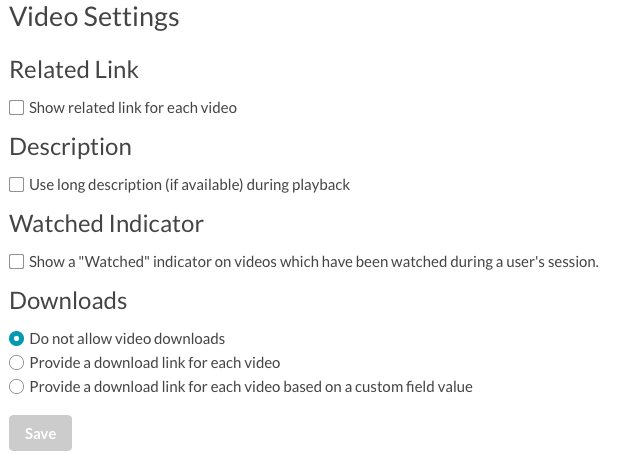 Video Settings
Related Link
Show related link for each video
Description
Use long description (if available) during playback
Watched Indicator
Show a "Watched" indicator on videos which have been watched during a user's session.
Downloads
Do not allow video downloads
Provide a download link for each video
Provide a download link for each video based on a custom field value
Save